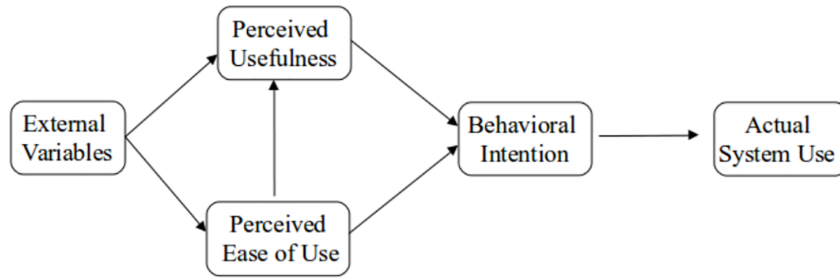 Perceived
Usefulness
External
Variables
Behavioral
Intention
Actual
System Use
Perceived
Ease of Use